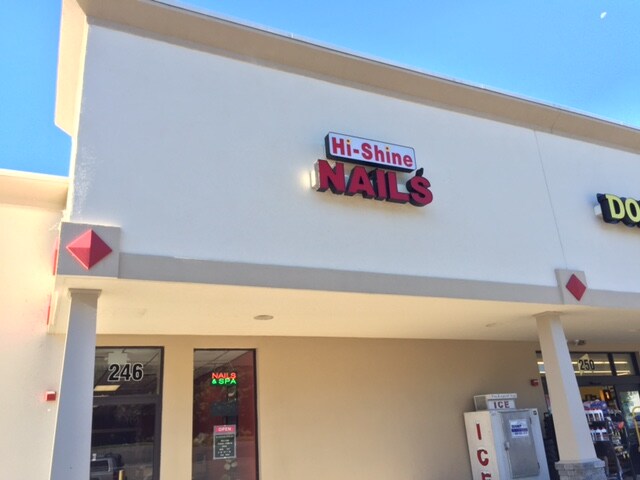 Hi-Shine
NAILS
DO
246
250
NAILS
& SPA
OPEN
ICE
ICE